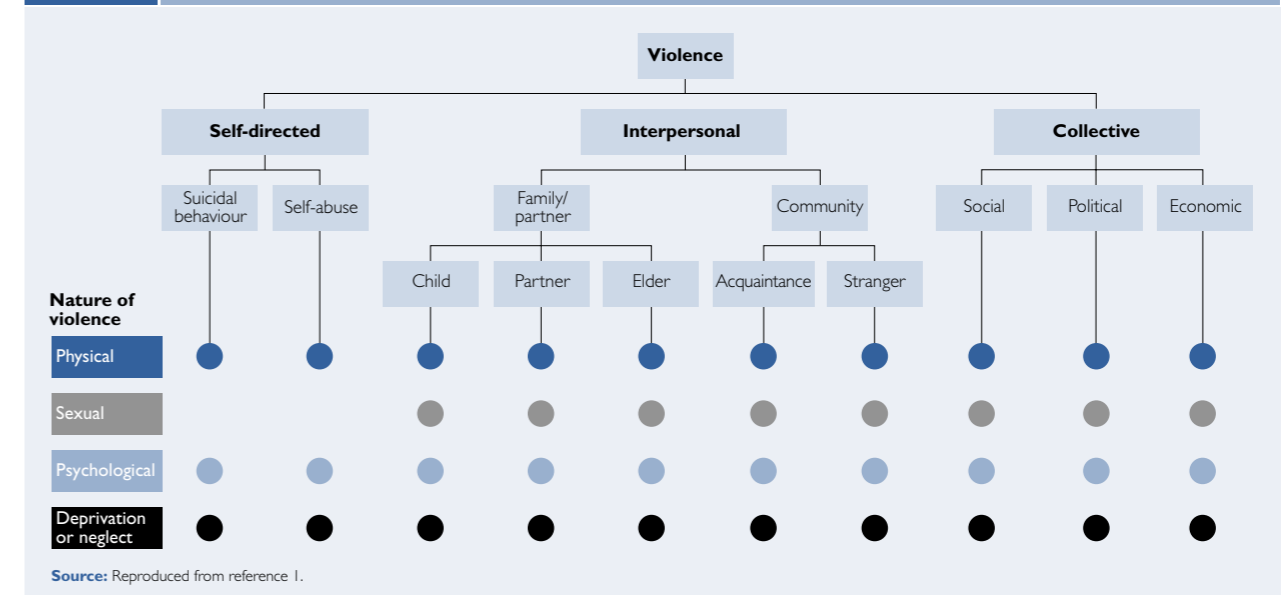 Violence
Self-directed
Interpersonal
Collective
Suicidal
behaviour
Self-abuse
Family/
partner
Community
Social
Political
Economic
Child
Partner
Elder
Acquaintance
Stranger
Nature of
violence
Physical
Sexual
Psychological
Deprivation
or neglect
Source: Reproduced from reference 1.